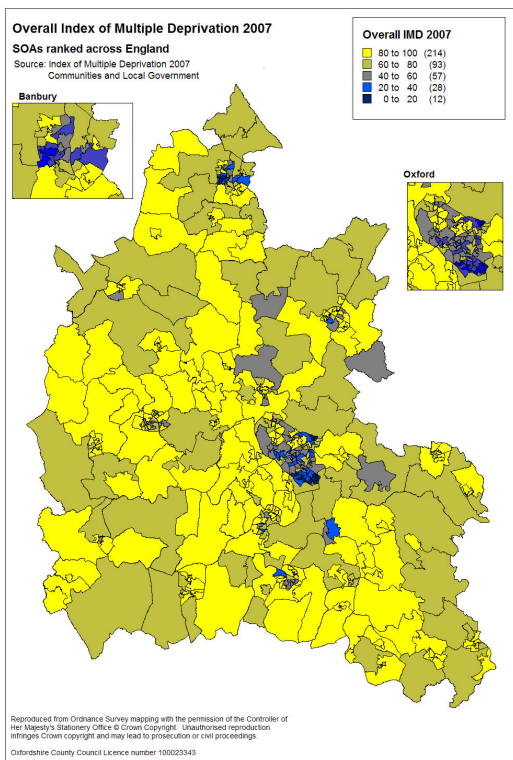 Overall Index of Multiple Deprivation 2007
SOAs ranked across England
Source: Index of Multiple Deprivation 2007
Communities and Local Government
Overall IMD 2007
80 to 100 (214)
60 to 80 (93)
40 to 60 (57)
20 to 40 (28)
0 to 20 (12)
Banbury
Oxford
Reproduced from Ordnance Survey mapping with the permission of the Controller of
Her Majesty's Stationery Office © Crown Copyright. Unauthorised reproduction
infringes Crown copyright and may lead to prosecution or civil proceedings.
Oxfordshire County Council Licence number 100023343